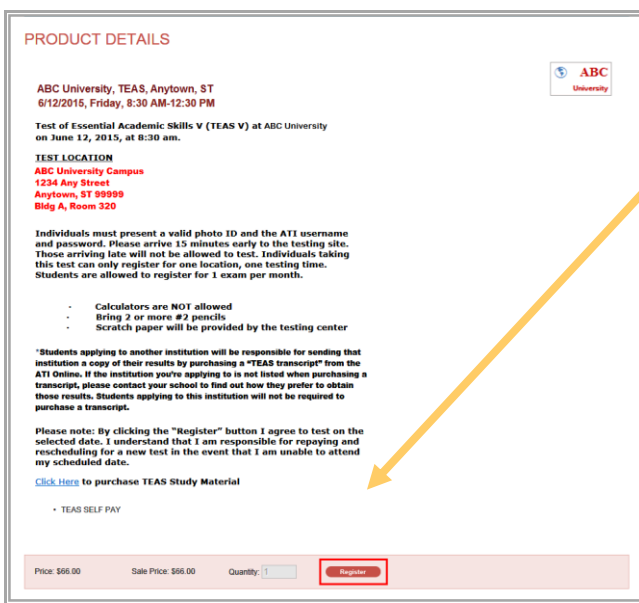 PRODUCT DETAILS
ABC
University
ABC University, TEAS, Anytown, ST
6/12/2015, Friday, 8:30 AM-12:30 PM
Test of Essential Academic Skills V (TEAS V) at ABC University
on June 12, 2015, at 8:30 am.
TEST LOCATION
ABC University Campus
1234 Any Street
Anytown, ST 99999
Bldg A, Room 320
Individuals must present a valid photo ID and the ATI username
and password. Please arrive 15 minutes early to the testing site.
Those arriving late will not be allowed to test. Individuals taking
this test can only register for one location, one testing time.
Students are allowed to register for 1 exam per month.
· Calculators are NOT allowed
· Bring 2 or more #2 pencils
· Scratch paper will be provided by the testing center
*Students applying to another institution will be responsible for sending that
institution a copy of their results by purchasing a “TEAS transcript” from the
ATI Online. If the institution you’re applying to is not listed when purchasing a
transcript, please contact your school to find out how they prefer to obtain
those results. Students applying to this institution will not be required to
purchase a transcript.
Please note: By clicking the "Register" button I agree to test on the
selected date. I understand that I am responsible for repaying and
rescheduling for a new test in the event that I am unable to attend
my scheduled date.
Click Here to purchase TEAS Study Material
• TEAS SELF PAY
Price: $66.00 Sale Price: $66.00 Quantity: 1 Register